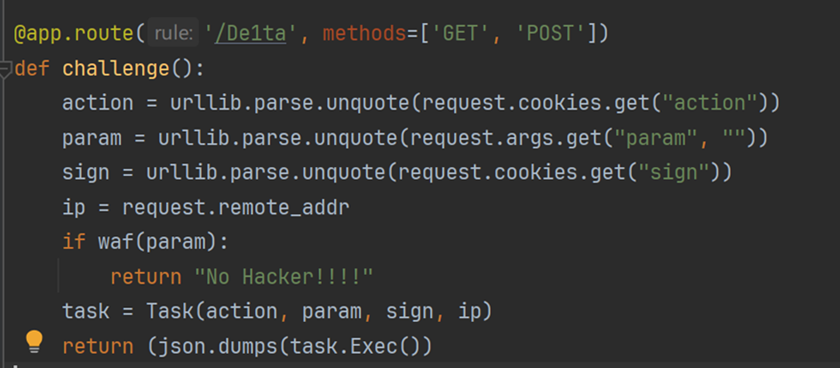 @app.route( rule: '/De1ta', methods=['GET', 'POST'])
def challenge():
    action = urllib.parse.unquote(request.cookies.get("action"))
    param = urllib.parse.unquote(request.args.get("param", ""))
    sign = urllib.parse.unquote(request.cookies.get("sign"))
    ip = request.remote_addr
    if waf(param):
        return "No Hacker!!!!"
    task = Task(action, param, sign, ip)
    return (json.dumps(task.Exec())